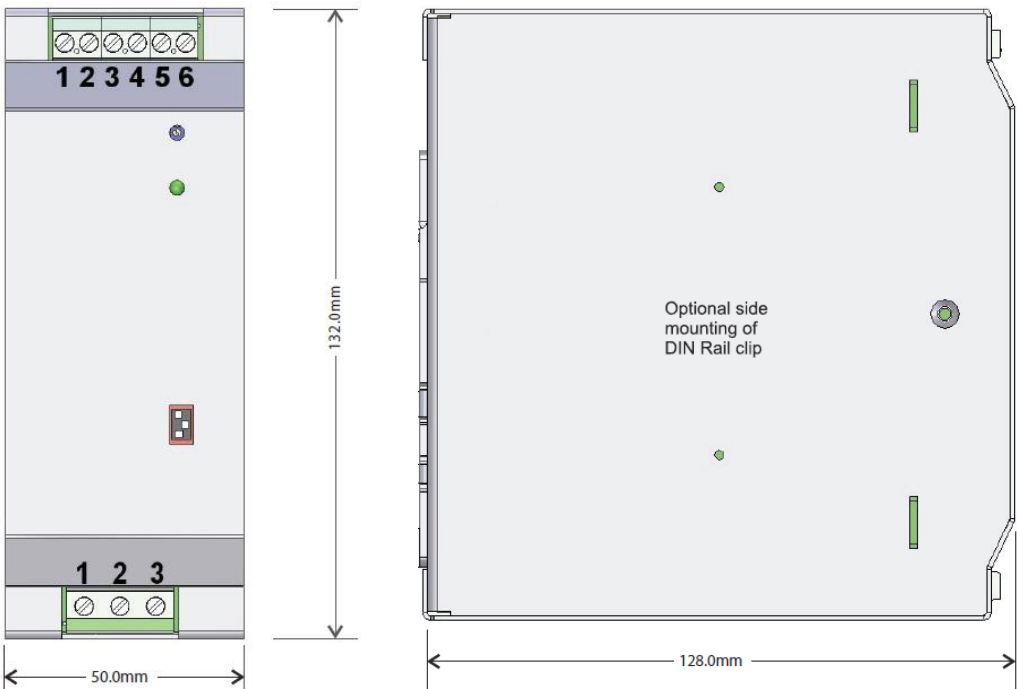 1 2 3 4 5 6
132.0mm
Optional side
mounting of
DIN Rail clip
1 2 3
50.0mm
128.0mm